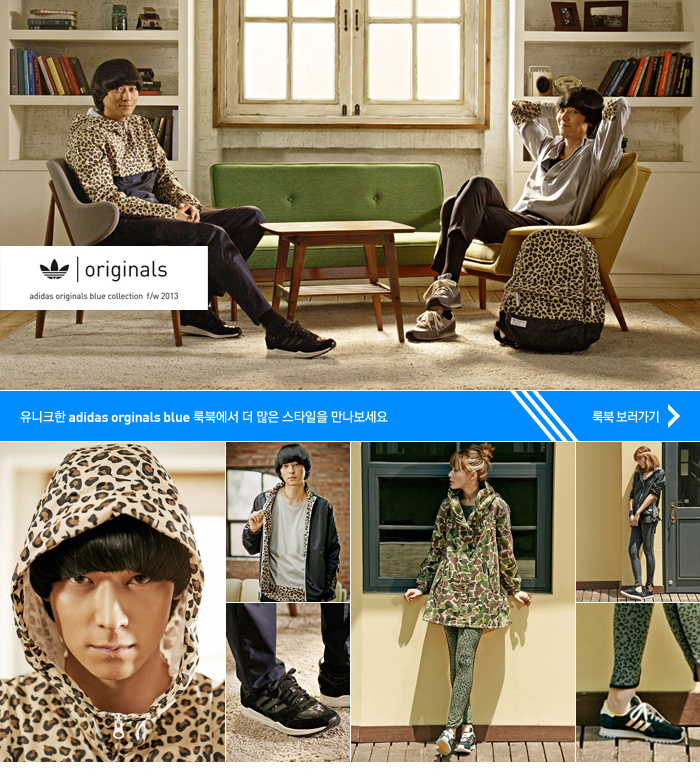 originals
adidas originals blue collection f/w 2013
유니크한 adidas orginals blue 룩북에서 더 많은 스타일을 만나보세요
룩북 보러가기